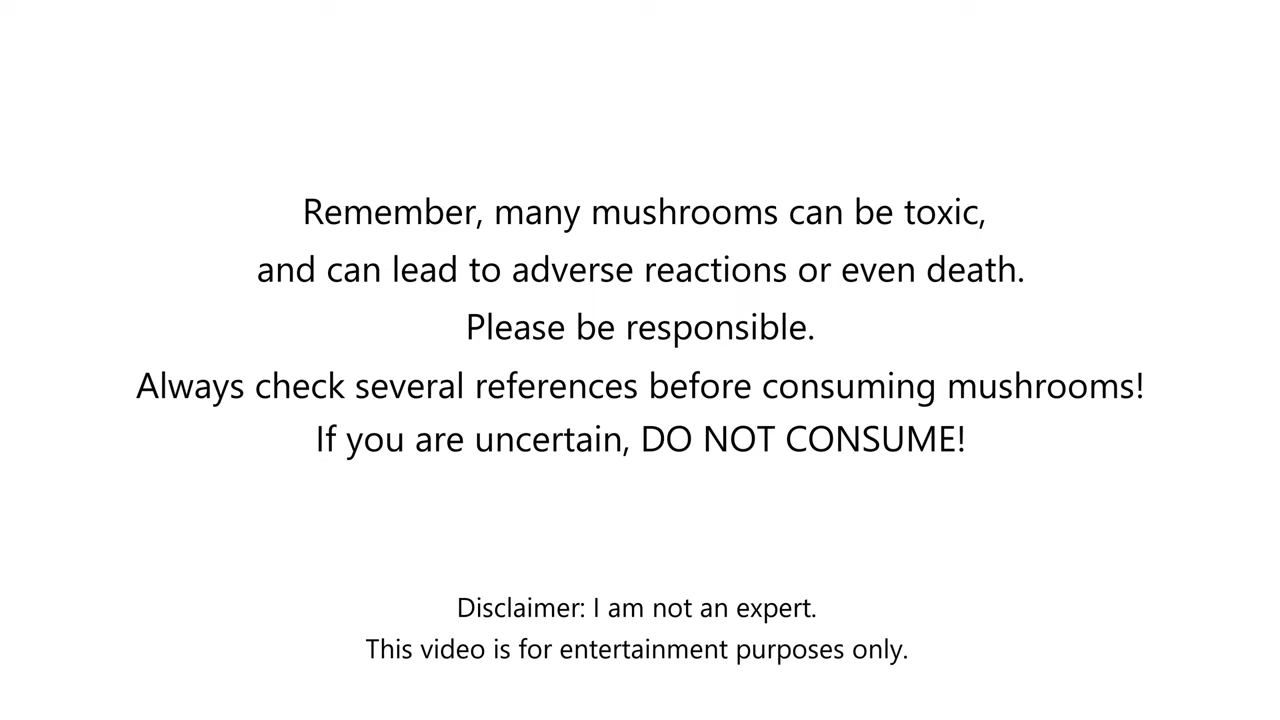 Remember, many mushrooms can be toxic,
and can lead to adverse reactions or even death.
Please be responsible.
Always check several references before consuming mushrooms!
If you are uncertain, DO NOT CONSUME!
Disclaimer: I am not an expert.
This video is for entertainment purposes only.